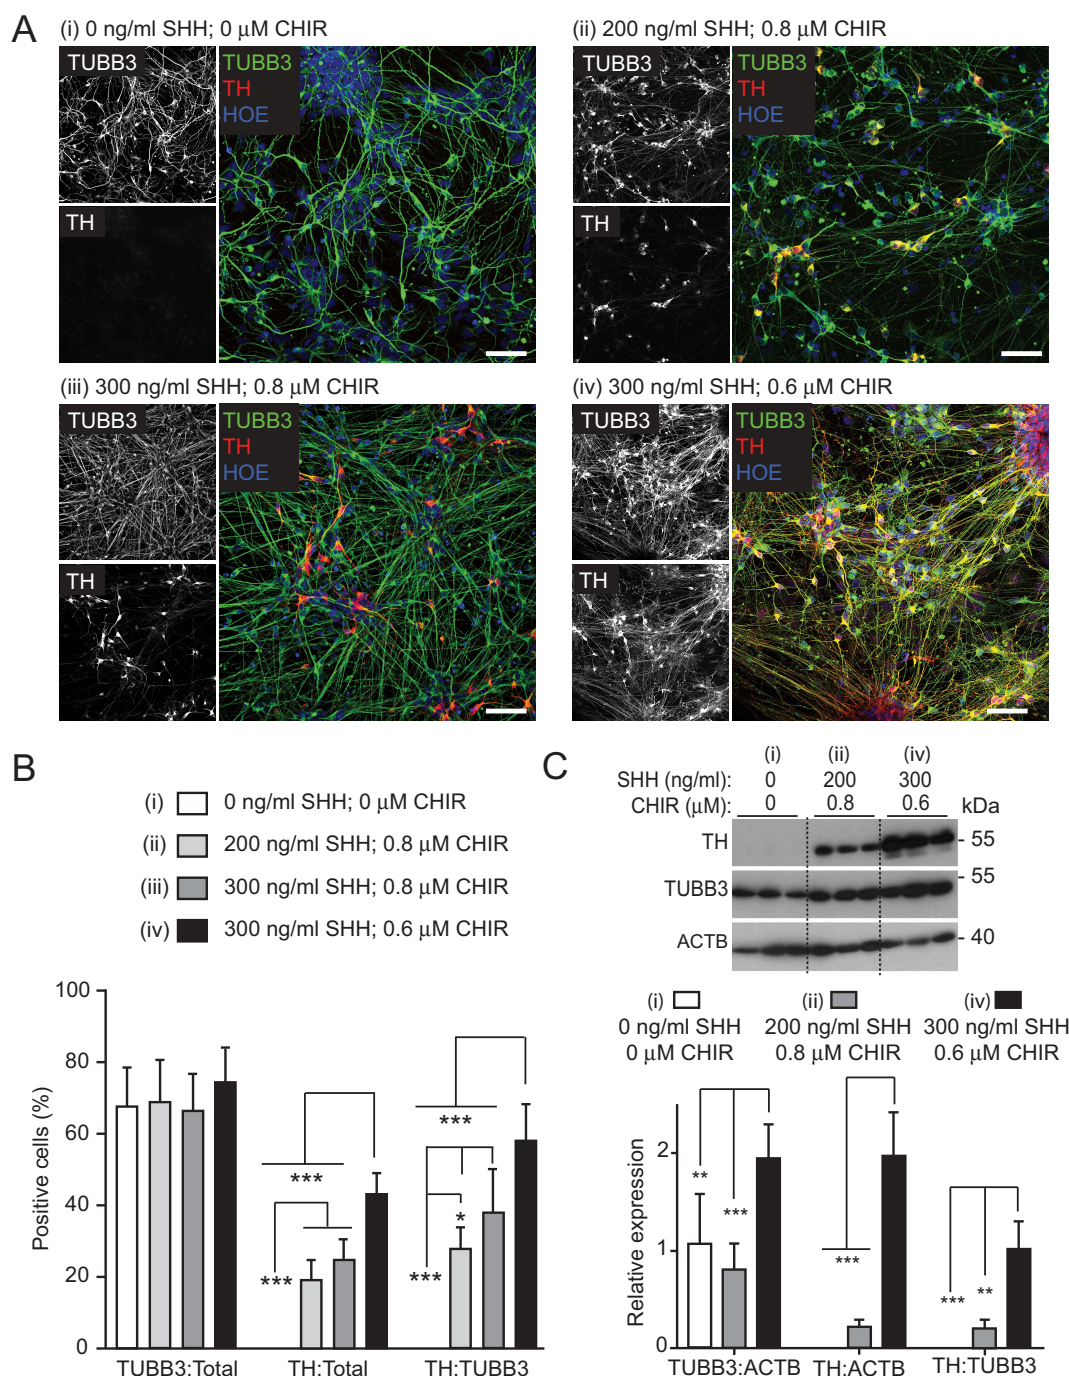 A
(i) 0 ng/ml SHH; 0 μM CHIR
TUBB3
TH
TUBB3
TH
HOE
(ii) 200 ng/ml SHH; 0.8 μM CHIR
TUBB3
TH
TUBB3
TH
HOE
(iii) 300 ng/ml SHH; 0.8 μM CHIR
TUBB3
TH
TUBB3
TH
HOE
(iv) 300 ng/ml SHH; 0.6 μM CHIR
TUBB3
TH
TUBB3
TH
HOE
B
(i) 0 ng/ml SHH; 0 μM CHIR
(ii) 200 ng/ml SHH; 0.8 μM CHIR
(iii) 300 ng/ml SHH; 0.8 μM CHIR
(iv) 300 ng/ml SHH; 0.6 μM CHIR
Positive cells (%)
100
80
60
40
20
0
***
***
***
***
*
***
TUBB3:Total TH:Total TH:TUBB3
C
(i) (ii) (iv)
SHH (ng/ml): 0 200 300
CHIR (μM): 0 0.8 0.6 kDa
TH - 55
TUBB3 - 55
ACTB - 40
(i) (ii) (iv)
0 ng/ml SHH 200 ng/ml SHH 300 ng/ml SHH
0 μM CHIR 0.8 μM CHIR 0.6 μM CHIR
Relative expression
2
1
0
**
***
***
***
**
TUBB3:ACTB TH:ACTB TH:TUBB3